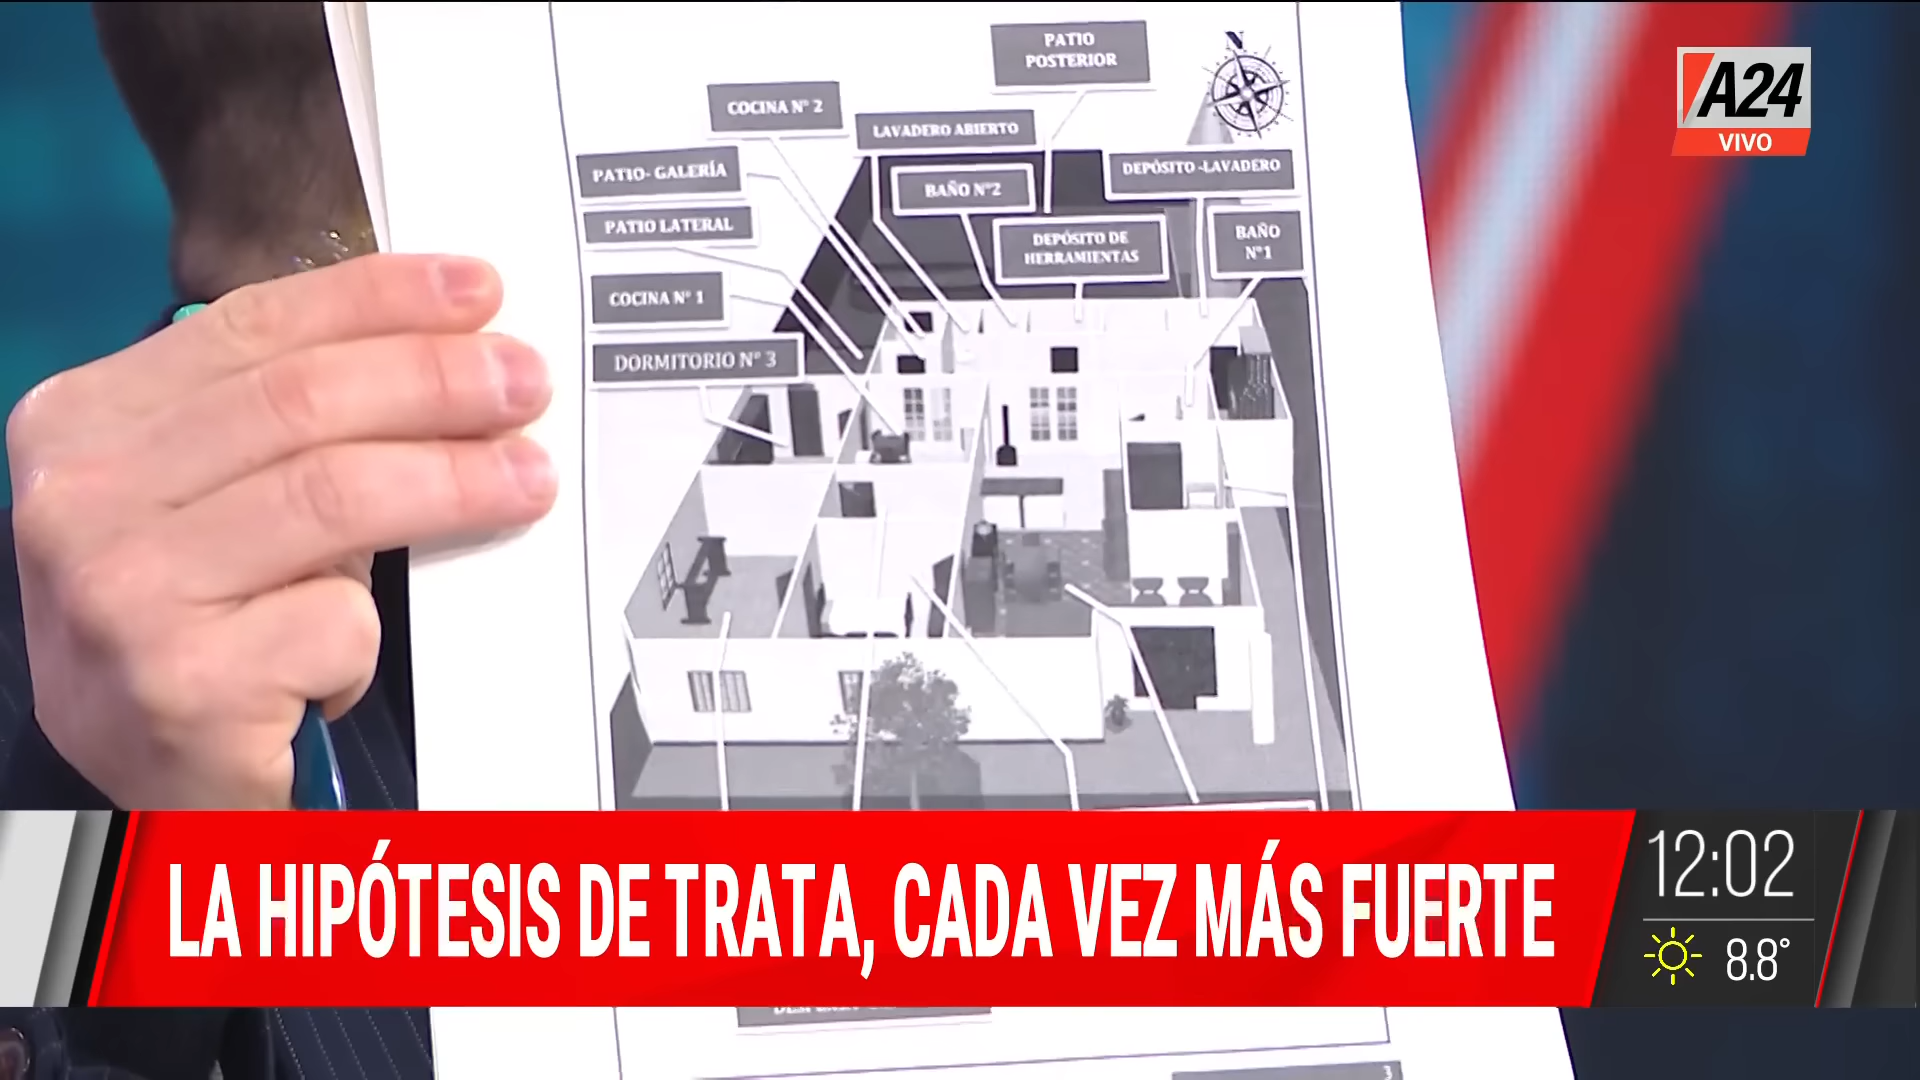 PATIO
POSTERIOR
N
A24
VIVO
COCINA N° 2
LAVADERO ABIERTO
PATIO- GALERÍA
BAÑO N°2
DEPÓSITO -LAVADERO
PATIO LATERAL
DEPÓSITO DE
HERRAMIENTAS
BAÑO
N°1
COCINA N° 1
DORMITORIO N° 3
LA HIPÓTESIS DE TRATA, CADA VEZ MÁS FUERTE
12:02
8.8°
3